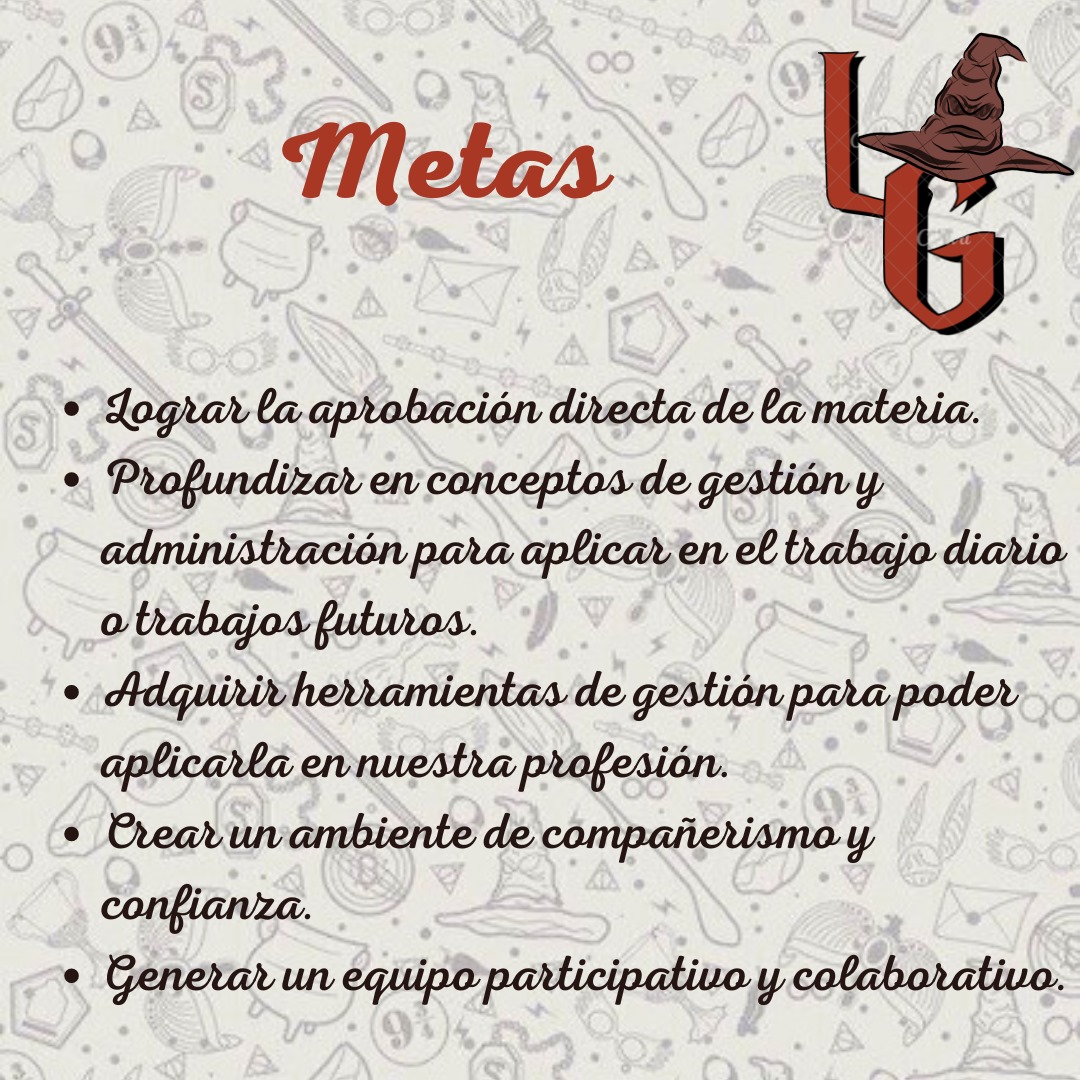 Metas
LG
• Lograr la aprobación directa de la materia.
• Profundizar en conceptos de gestión y
administración para aplicar en el trabajo diario
o trabajos futuros.
• Adquirir herramientas de gestión para poder
aplicarla en nuestra profesión.
• Crear un ambiente de compañerismo y
confianza.
• Generar un equipo participativo y colaborativo.